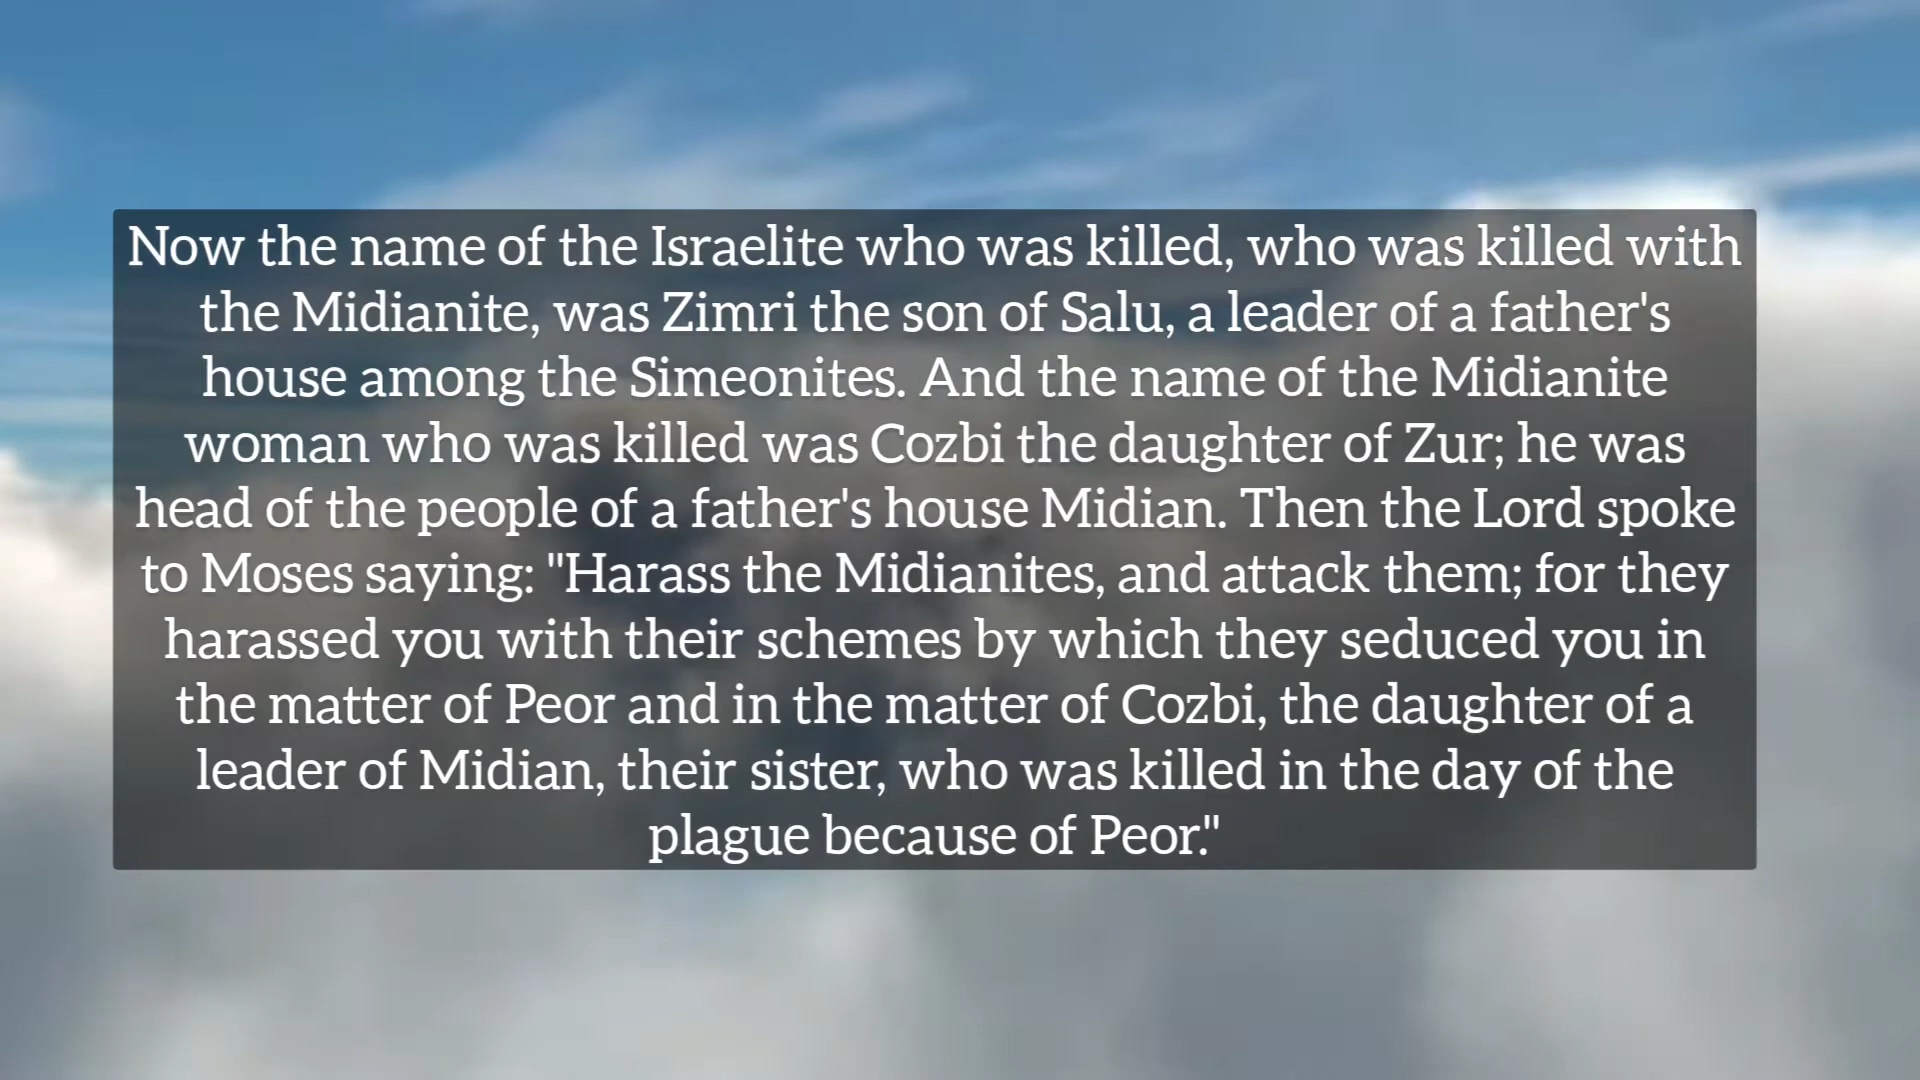 Now the name of the Israelite who was killed, who was killed with
the Midianite, was Zimri the son of Salu, a leader of a father's
house among the Simeonites. And the name of the Midianite
woman who was killed was Cozbi the daughter of Zur; he was
head of the people of a father's house Midian. Then the Lord spoke
to Moses saying: "Harass the Midianites, and attack them; for they
harassed you with their schemes by which they seduced you in
the matter of Peor and in the matter of Cozbi, the daughter of a
leader of Midian, their sister, who was killed in the day of the
plague because of Peor."